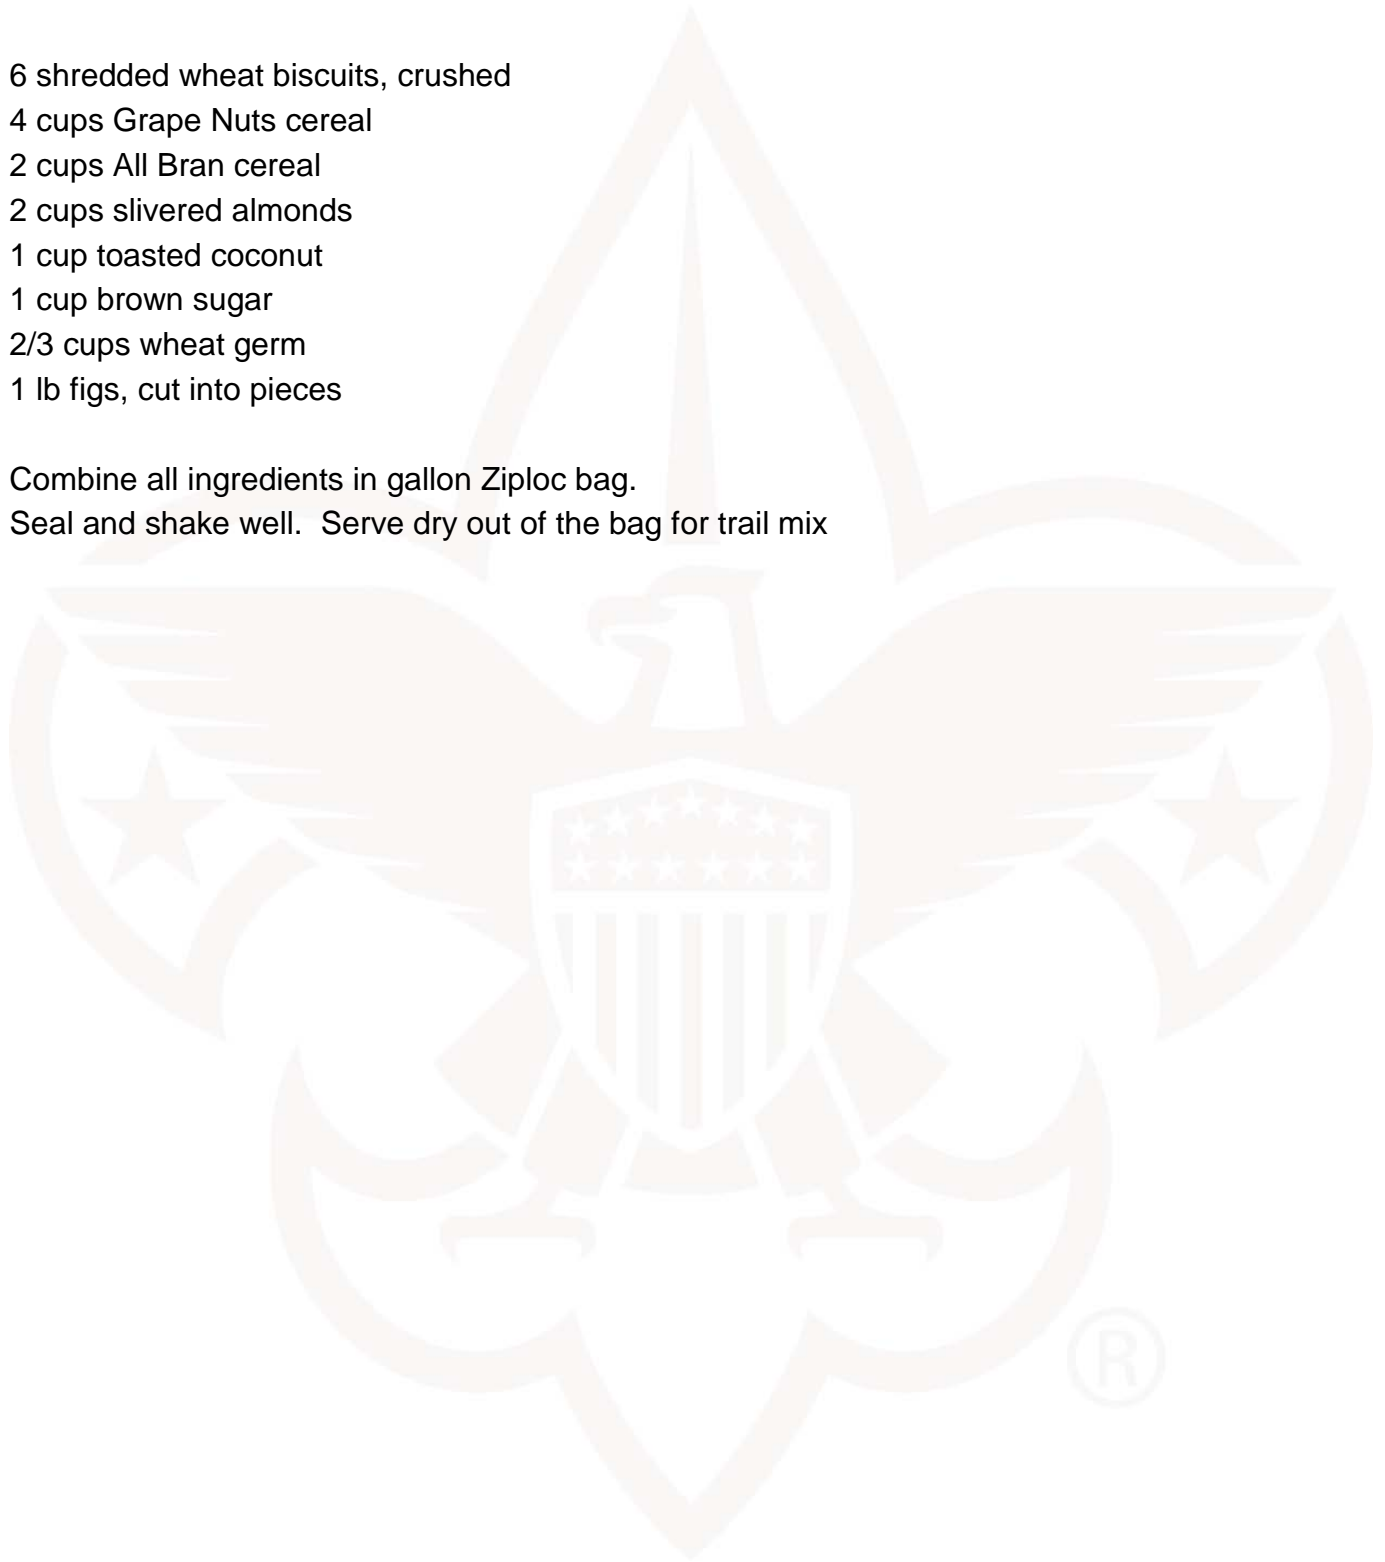 6 shredded wheat biscuits, crushed
4 cups Grape Nuts cereal
2 cups All Bran cereal
2 cups slivered almonds
1 cup toasted coconut
1 cup brown sugar
2/3 cups wheat germ
1 lb figs, cut into pieces
Combine all ingredients in gallon Ziploc bag.
Seal and shake well.  Serve dry out of the bag for trail mix
®